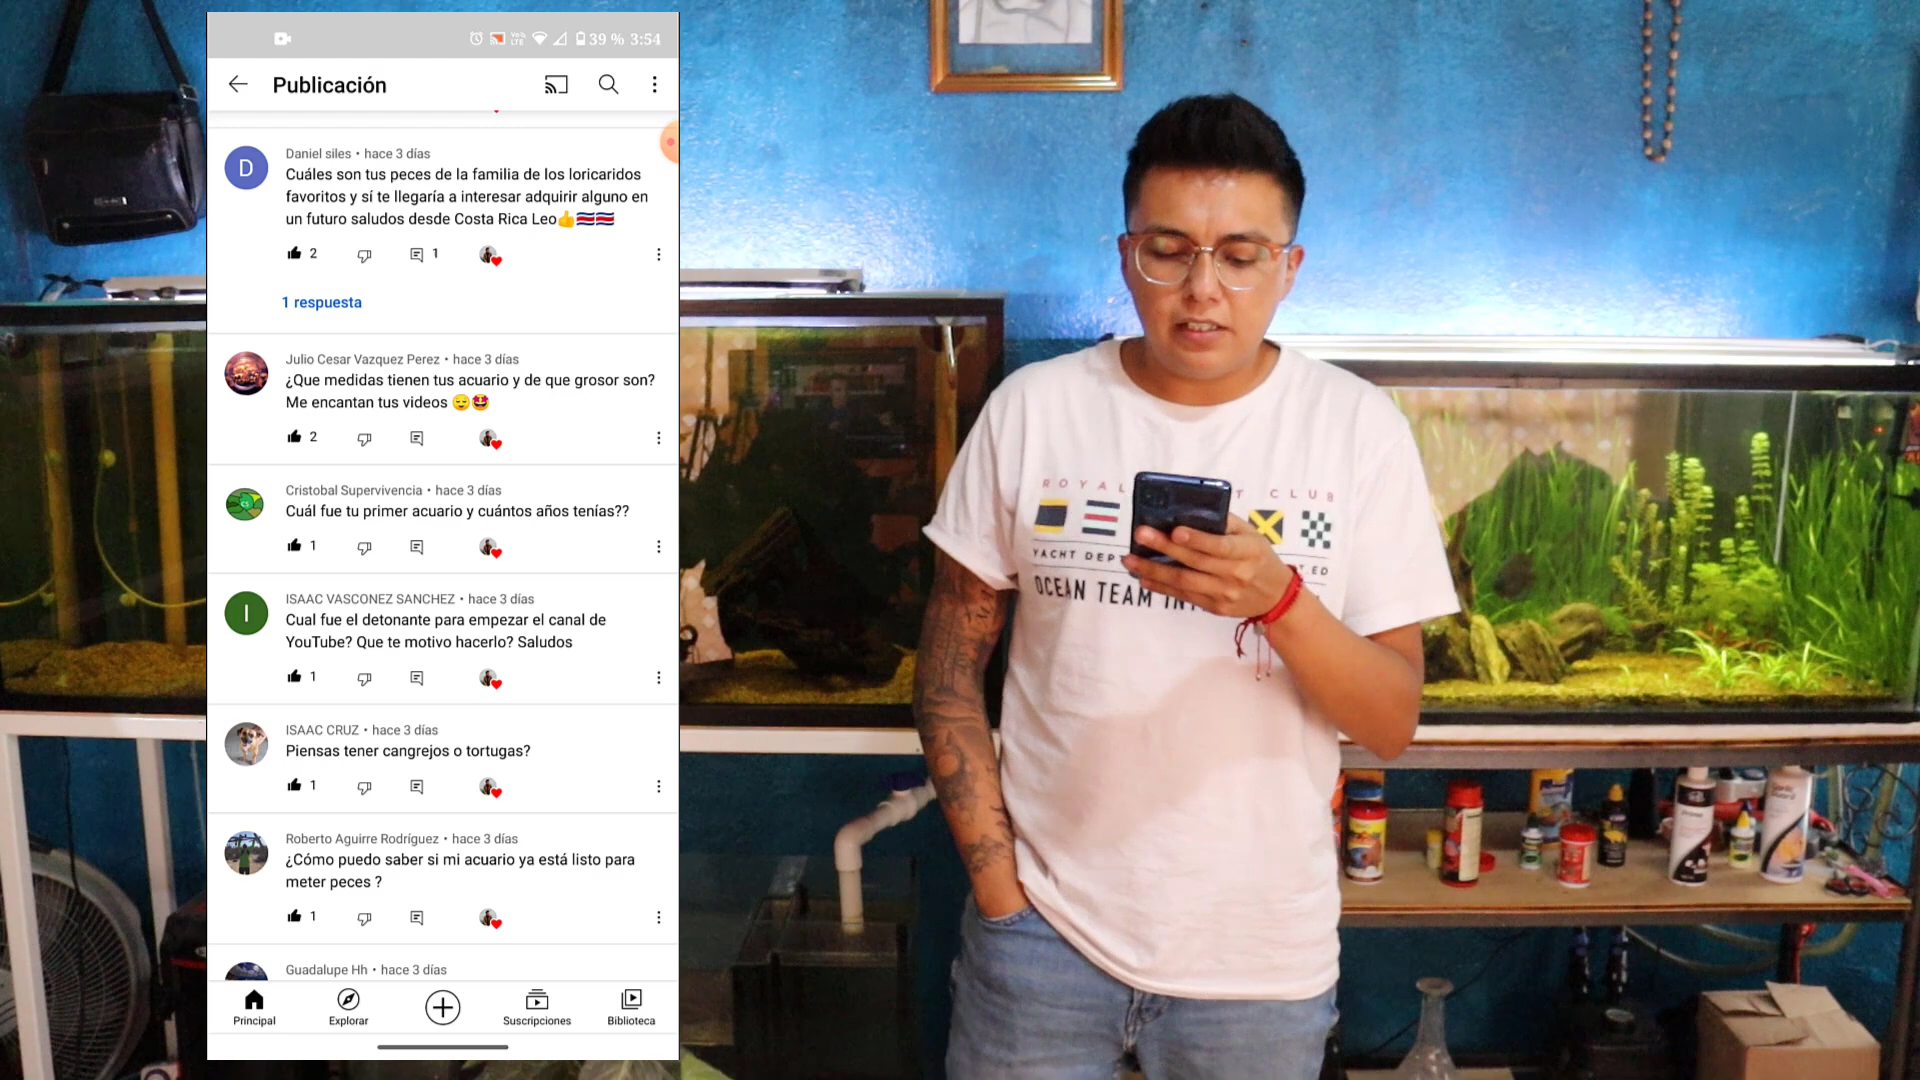 39 % 3:54
Publicación
Daniel siles • hace 3 días
Cuáles son tus peces de la familia de los loricaridos
favoritos y sí te llegaría a interesar adquirir alguno en
un futuro saludos desde Costa Rica Leo👍🇨🇷🇨🇷
2
1
1 respuesta
Julio Cesar Vazquez Perez • hace 3 días
¿Que medidas tienen tus acuario y de que grosor son?
Me encantan tus videos 😌🤩
2
Cristobal Supervivencia • hace 3 días
Cuál fue tu primer acuario y cuántos años tenías??
1
ISAAC VASCONEZ SANCHEZ • hace 3 días
Cual fue el detonante para empezar el canal de
YouTube? Que te motivo hacerlo? Saludos
1
ISAAC CRUZ • hace 3 días
Piensas tener cangrejos o tortugas?
1
Roberto Aguirre Rodríguez • hace 3 días
¿Cómo puedo saber si mi acuario ya está listo para
meter peces ?
1
Guadalupe Hh • hace 3 días
Principal
Explorar
Suscripciones
Biblioteca
D
I
ROYAL T CLUB
YACHT DEPT
OCEAN TEAM INT